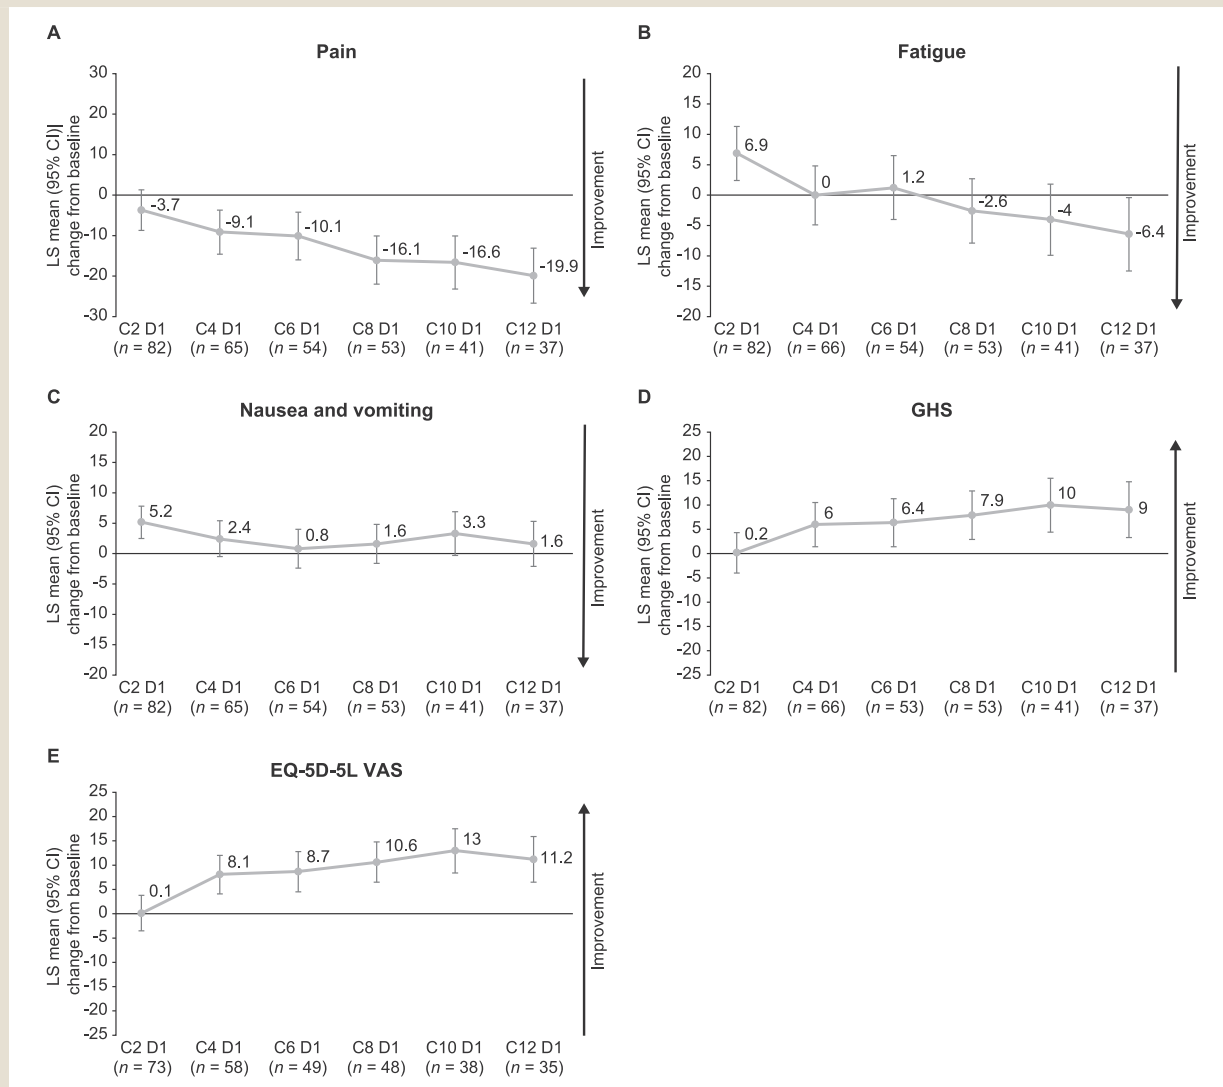 A
Pain
LS mean (95% CI)|
change from baseline
30
20
10
0
-10
-20
-30
-3.7
-9.1
-10.1
-16.1
-16.6
-19.9
Improvement
C2 D1 C4 D1 C6 D1 C8 D1 C10 D1 C12 D1
(n = 82) (n = 65) (n = 54) (n = 53) (n = 41) (n = 37)
B
Fatigue
LS mean (95% CI)
change from baseline
20
15
10
5
0
-5
-10
-15
-20
6.9
0
1.2
-2.6
-4
-6.4
Improvement
C2 D1 C4 D1 C6 D1 C8 D1 C10 D1 C12 D1
(n = 82) (n = 66) (n = 54) (n = 53) (n = 41) (n = 37)
C
Nausea and vomiting
LS mean (95% CI)
change from baseline
20
15
10
5
0
-5
-10
-15
-20
5.2
2.4
0.8
1.6
3.3
1.6
Improvement
C2 D1 C4 D1 C6 D1 C8 D1 C10 D1 C12 D1
(n = 82) (n = 65) (n = 54) (n = 53) (n = 41) (n = 37)
D
GHS
LS mean (95% CI)
change from baseline
25
20
15
10
5
0
-5
-10
-15
-20
-25
0.2
6
6.4
7.9
10
9
Improvement
C2 D1 C4 D1 C6 D1 C8 D1 C10 D1 C12 D1
(n = 82) (n = 66) (n = 53) (n = 53) (n = 41) (n = 37)
E
EQ-5D-5L VAS
LS mean (95% CI)
change from baseline
25
20
15
10
5
0
-5
-10
-15
-20
-25
0.1
8.1
8.7
10.6
13
11.2
Improvement
C2 D1 C4 D1 C6 D1 C8 D1 C10 D1 C12 D1
(n = 73) (n = 58) (n = 49) (n = 48) (n = 38) (n = 35)